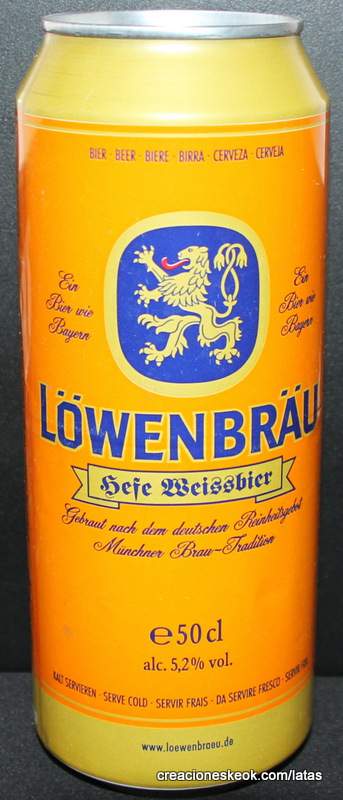 BIER · BEER · BIERE · BIRRA · CERVEZA · CERVEJA
Ein
Bier wie
Bayern
Ein
Bier wie
Bayern
LÖWENBRÄU
Hefe Weissbier
Gebraut nach dem deutschen Reinheitsgebot
Münchner Brau-Tradition
℮50 cl
alc. 5,2% vol.
KALT SERVIEREN · SERVE COLD · SERVIR FRAIS · DA SERVIRE FRESCO · SERVIR
www.loewenbraeu.de
creacioneskeok.com/latas